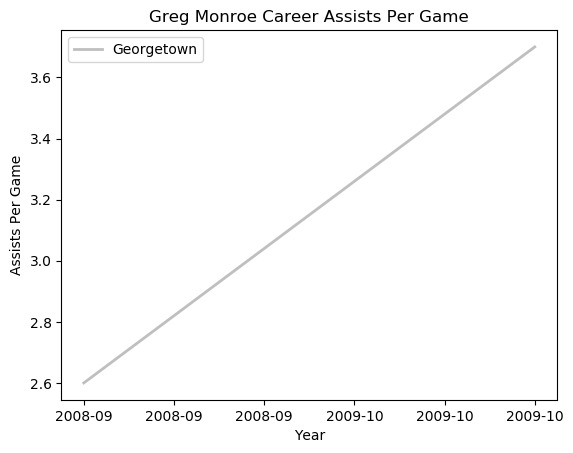 Greg Monroe Career Assists Per Game
Georgetown
Assists Per Game
3.6
3.4
3.2
3.0
2.8
2.6
2008-09 2008-09 2008-09 2009-10 2009-10 2009-10
Year